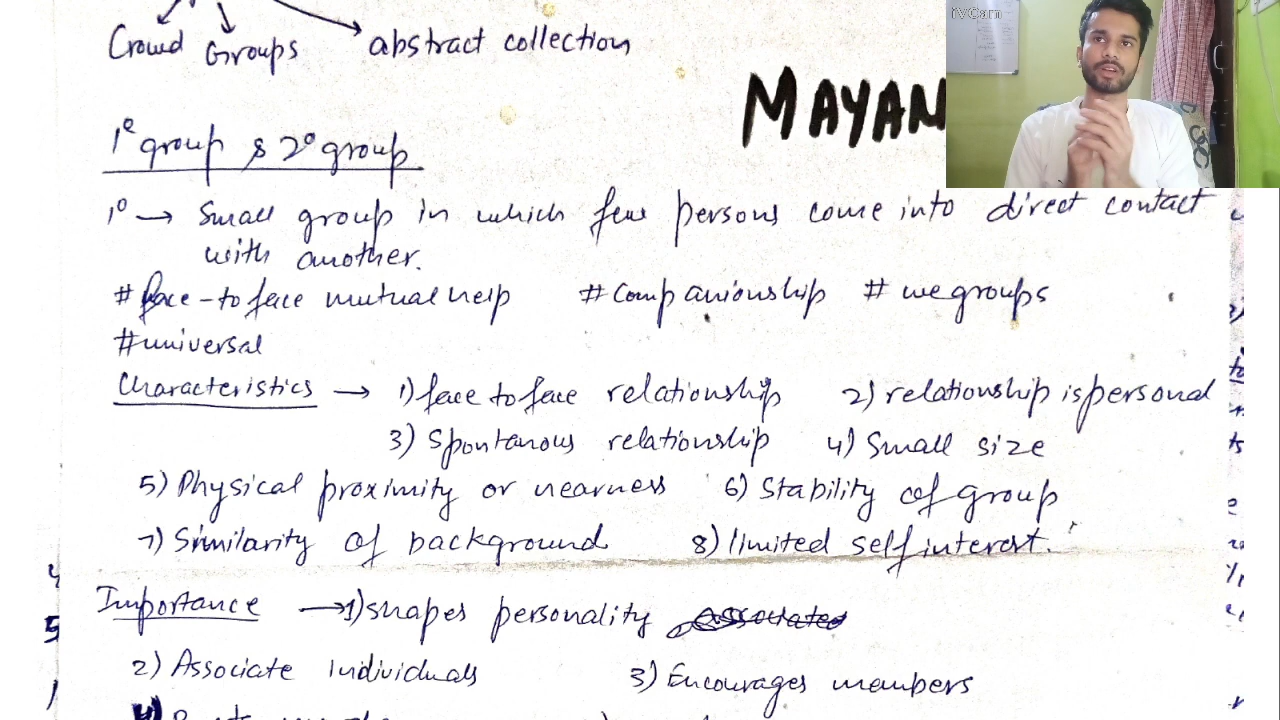 iVCam
Crowd Groups abstract collection
MAYAN
1° group & 2° group
1° → Small group in which few persons come into direct contact
with another.
# face-to face mutual help # Companionship # we groups
# universal
Characteristics → 1) face to face relationship 2) relationship is personal
3) Spontanous relationship 4) Small size
5) Physical proximity or nearness 6) Stability of group
7) Similarity of background 8) limited self interest.
Importance → 1) shapes personality
2) Associate individuals 3) Encourages members